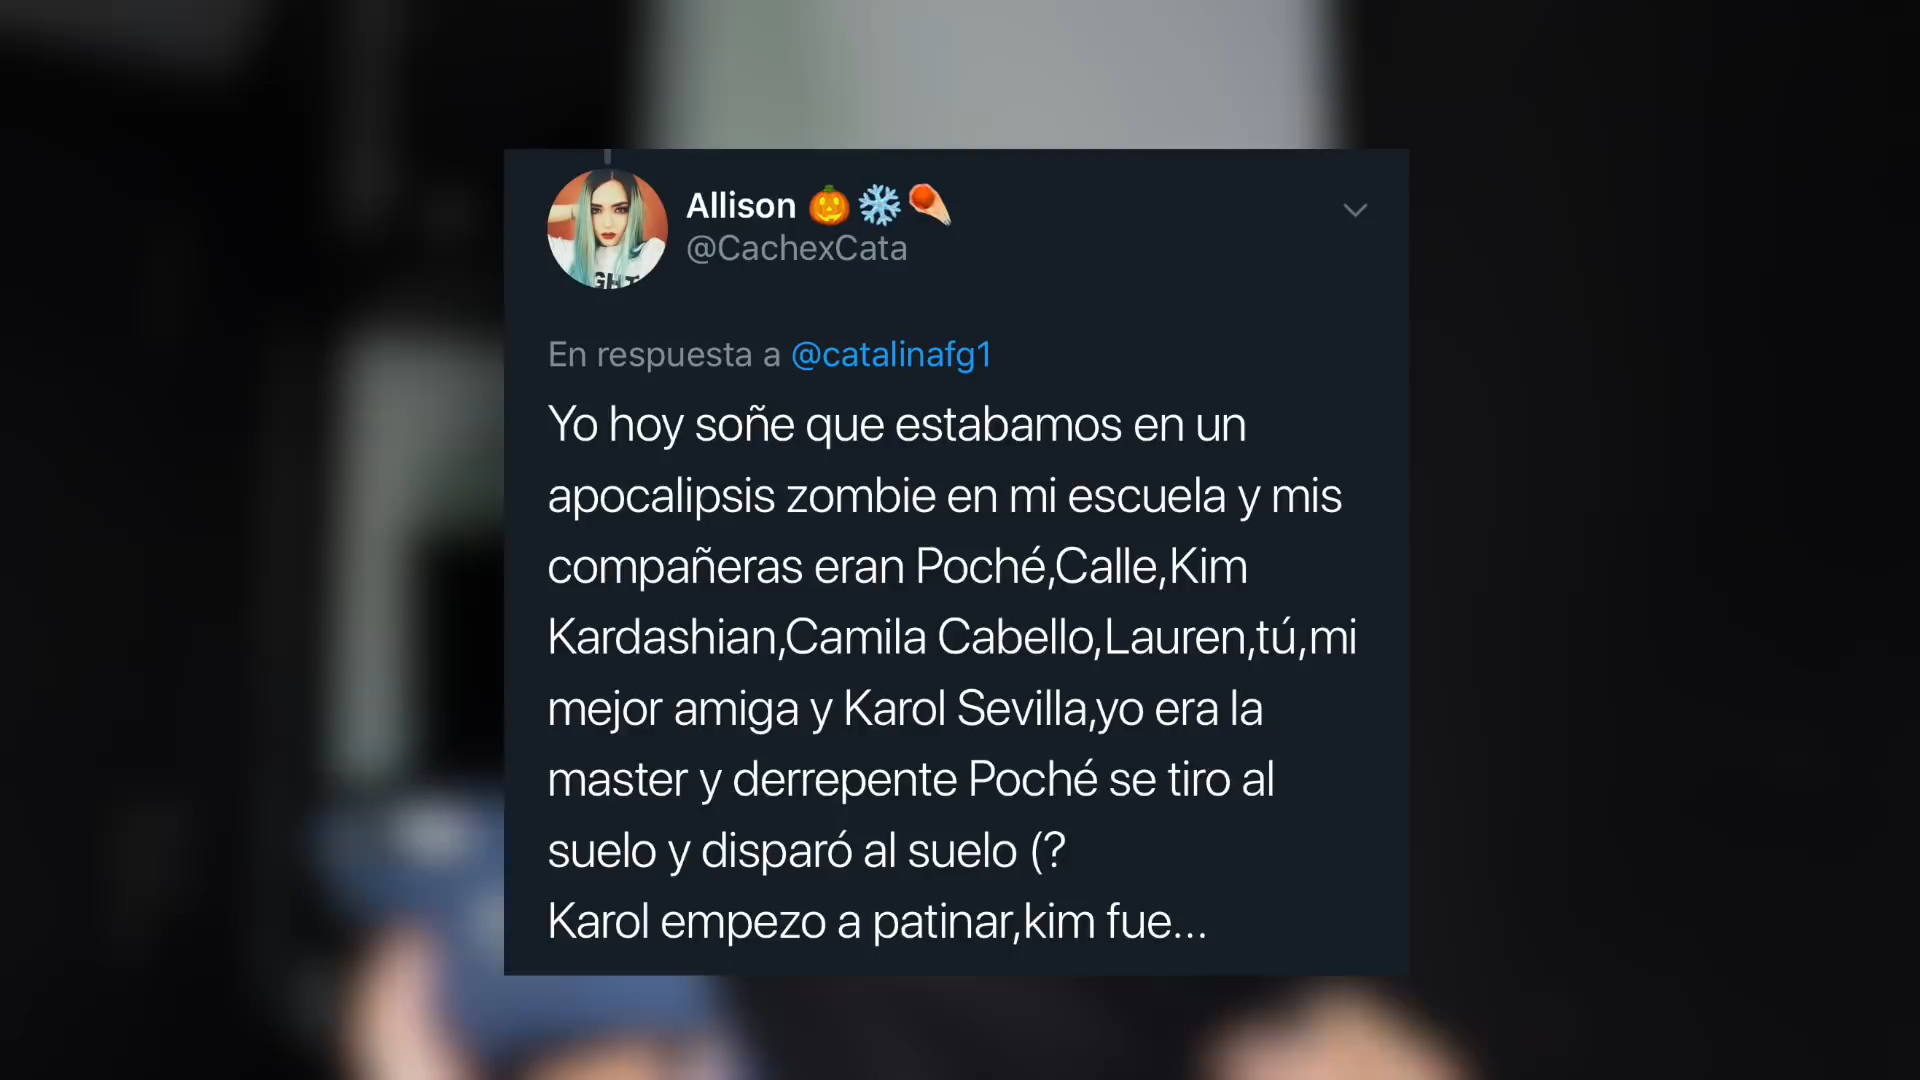 Allison 🎃❄️☄️
@CachexCata
En respuesta a @catalinafg1
Yo hoy soñe que estabamos en un
apocalipsis zombie en mi escuela y mis
compañeras eran Poché,Calle,Kim
Kardashian,Camila Cabello,Lauren,tú,mi
mejor amiga y Karol Sevilla,yo era la
master y derrepente Poché se tiro al
suelo y disparó al suelo (?
Karol empezo a patinar,kim fue...